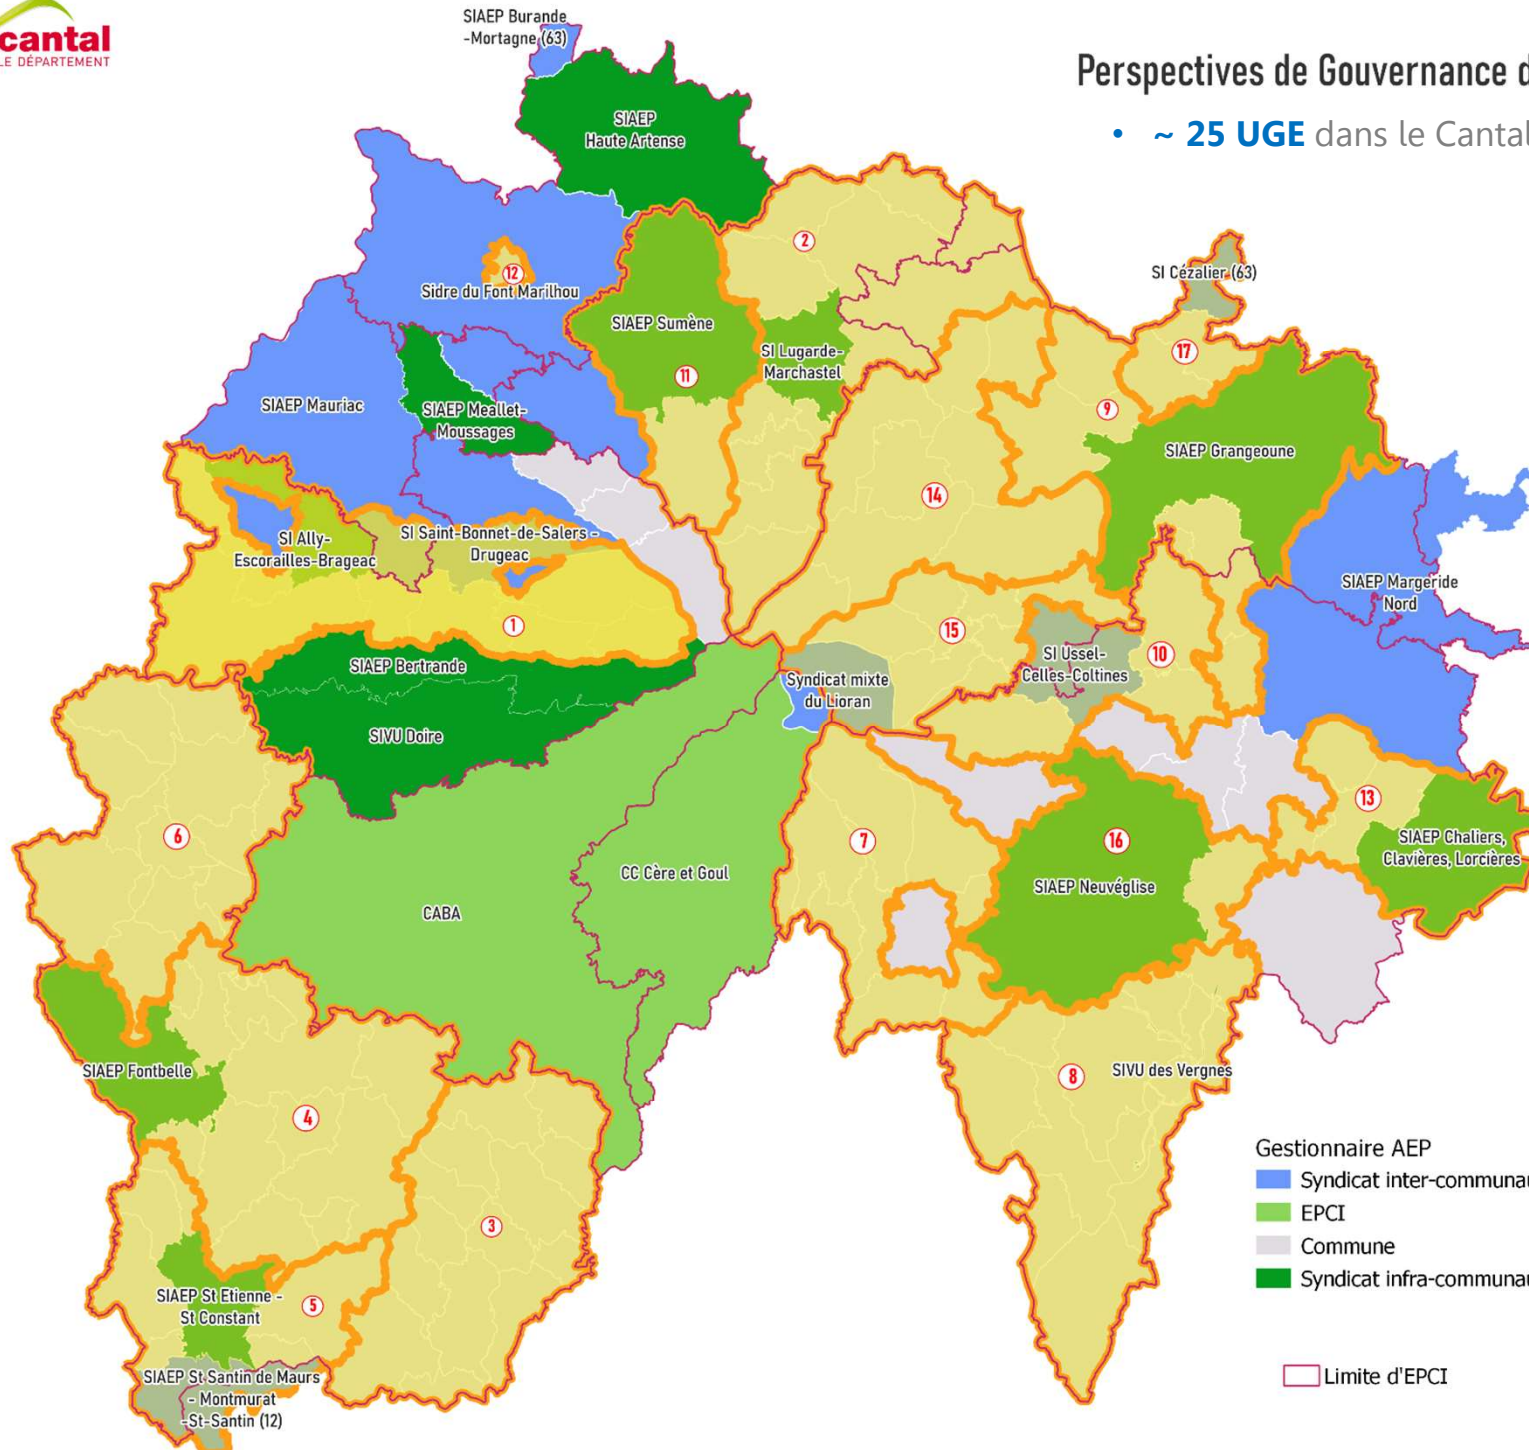 cantal
LE DÉPARTEMENT
SIAEP Burande
-Mortagne (63)
Perspectives de Gouvernance d
• ~ 25 UGE dans le Cantal
SIAEP
Haute Artense
2
12
Sidre du Font Marilhou
SI Cézalier (63)
SIAEP Sumène
11
SI Lugarde-
Marchastel
17
9
SIAEP Mauriac
SIAEP Meallet-
Moussages
SIAEP Grangeoune
14
SI Ally-
Escorailles-Brageac
SI Saint-Bonnet-de-Salers -
Drugeac
SIAEP Margeride
Nord
1
15
SI Ussel-
Celles-Coltines
10
SIAEP Bertrande
Syndicat mixte
du Lioran
SIVU Doire
6
7
16
13
SIAEP Chaliers,
Clavières, Lorcières
CC Cère et Goul
SIAEP Neuvéglise
CABA
SIAEP Fontbelle
8
SIVU des Vergnes
4
3
Gestionnaire AEP
Syndicat inter-communau
EPCI
Commune
Syndicat infra-communau
SIAEP St Etienne -
St Constant
5
Limite d'EPCI
SIAEP St Santin de Maurs
- Montmurat
-St-Santin (12)